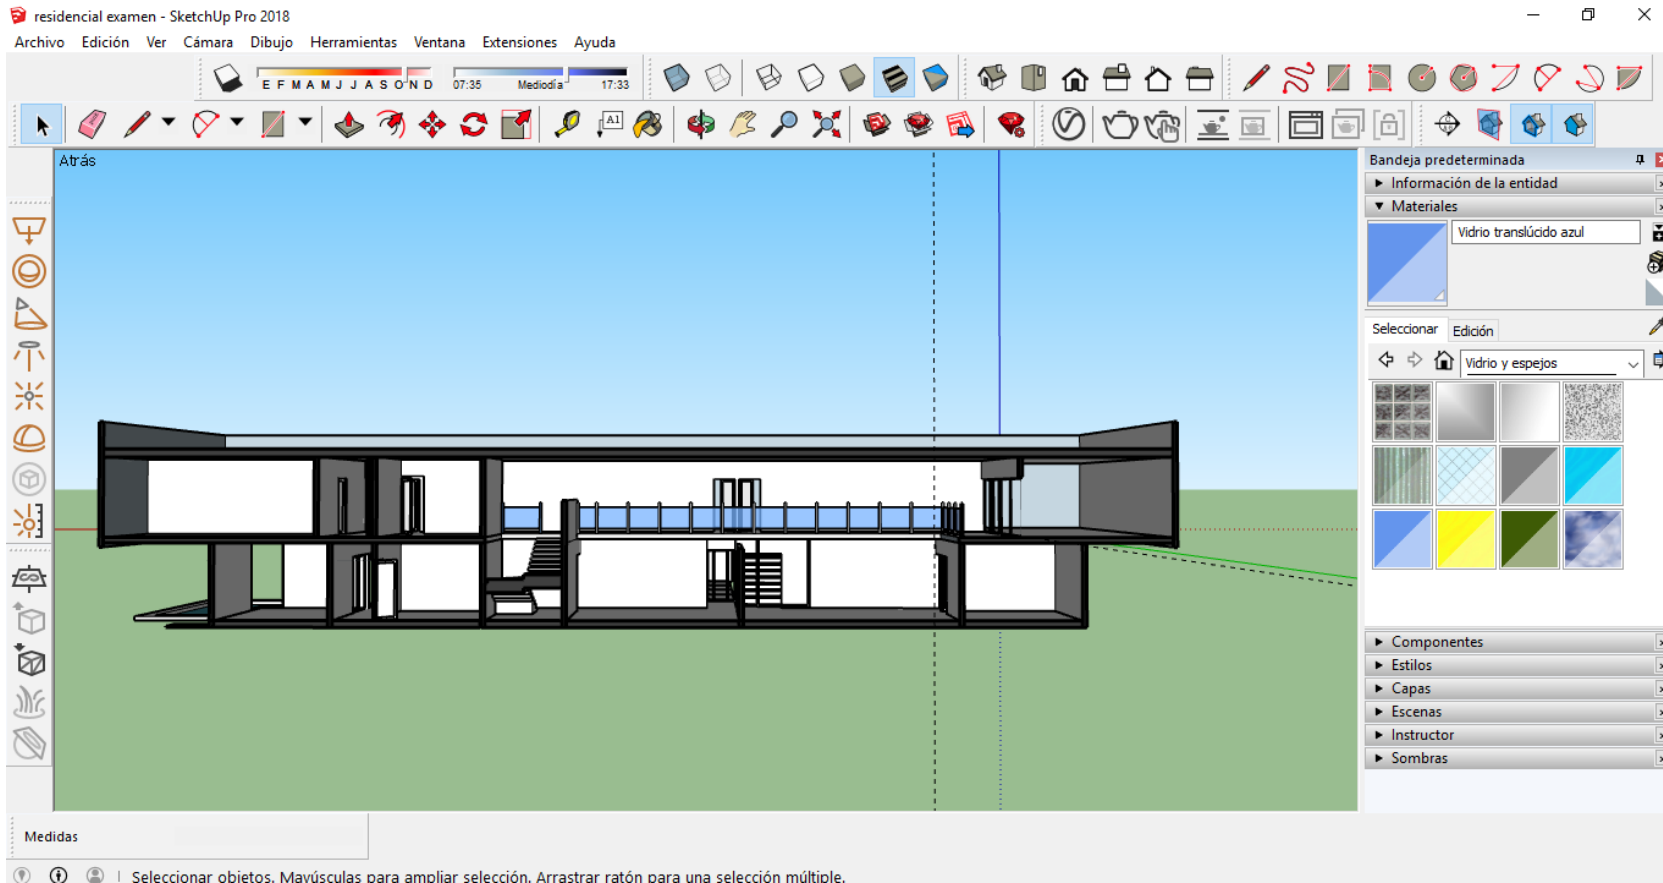 residencial examen - SketchUp Pro 2018
Archivo Edición Ver Cámara Dibujo Herramientas Ventana Extensiones Ayuda
E F M A M J J A S O N D 07:35 Mediodía 17:33
A1
Atrás
Bandeja predeterminada
Información de la entidad
Materiales
Vidrio translúcido azul
Seleccionar Edición
Vidrio y espejos
Componentes
Estilos
Capas
Escenas
Instructor
Sombras
Medidas
Seleccionar objetos. Mayúsculas para ampliar selección. Arrastrar ratón para una selección múltiple.